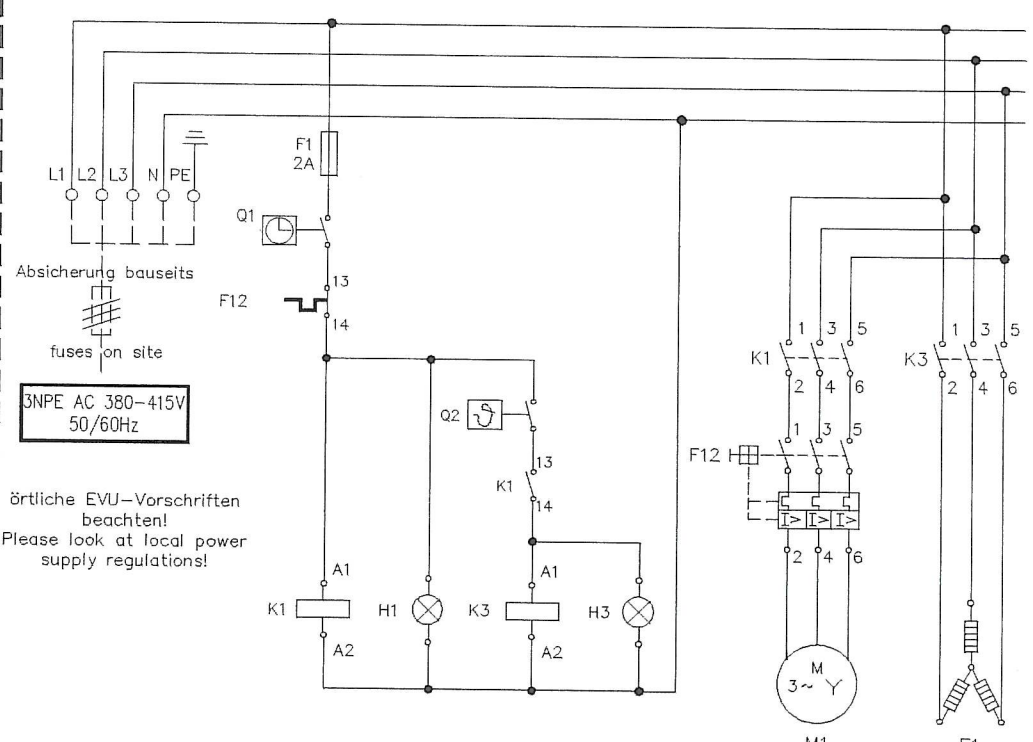 L1 L2 L3 N PE
Absicherung bauseits
fuses on site
3NPE AC 380-415V
50/60Hz
örtliche EVU-Vorschriften
beachten!
Please look at local power
supply regulations!
F1
2A
Q1
13
F12
14
Q2
13
K1
14
A1
K1
A2
H1
A1
K3
A2
H3
1 3 5
K1
2 4 6
1 3 5
F12
I> I> I>
2 4 6
M
3~ Y
1 3 5
K3
2 4 6